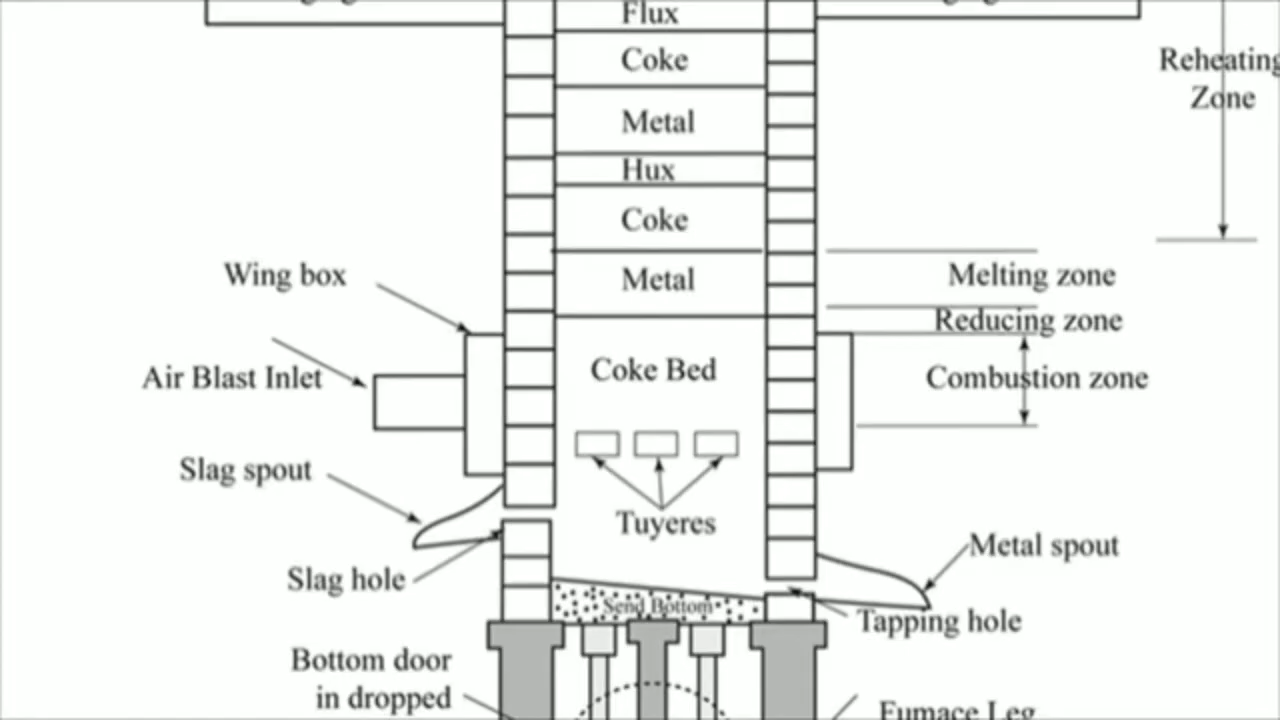 Flux
Coke
Reheating
Zone
Metal
Hux
Coke
Wing box
Metal
Melting zone
Reducing zone
Coke Bed
Air Blast Inlet
Combustion zone
Slag spout
Tuyeres
Metal spout
Slag hole
Send Bottom
Tapping hole
Bottom door
in dropped
Fumace Leg